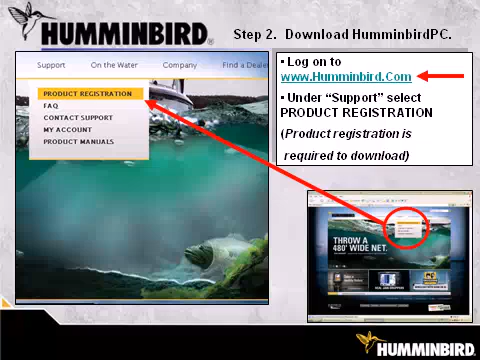 HUMMINBIRD®
Step 2. Download HumminbirdPC.
Support On the Water Company Find a Deale
PRODUCT REGISTRATION
FAQ
CONTACT SUPPORT
MY ACCOUNT
PRODUCT MANUALS
▪ Log on to
www.Humminbird.Com
▪ Under “Support” select
PRODUCT REGISTRATION
(Product registration is
required to download)
THROW A
480' WIDE NET.
HUMMINBIRD®